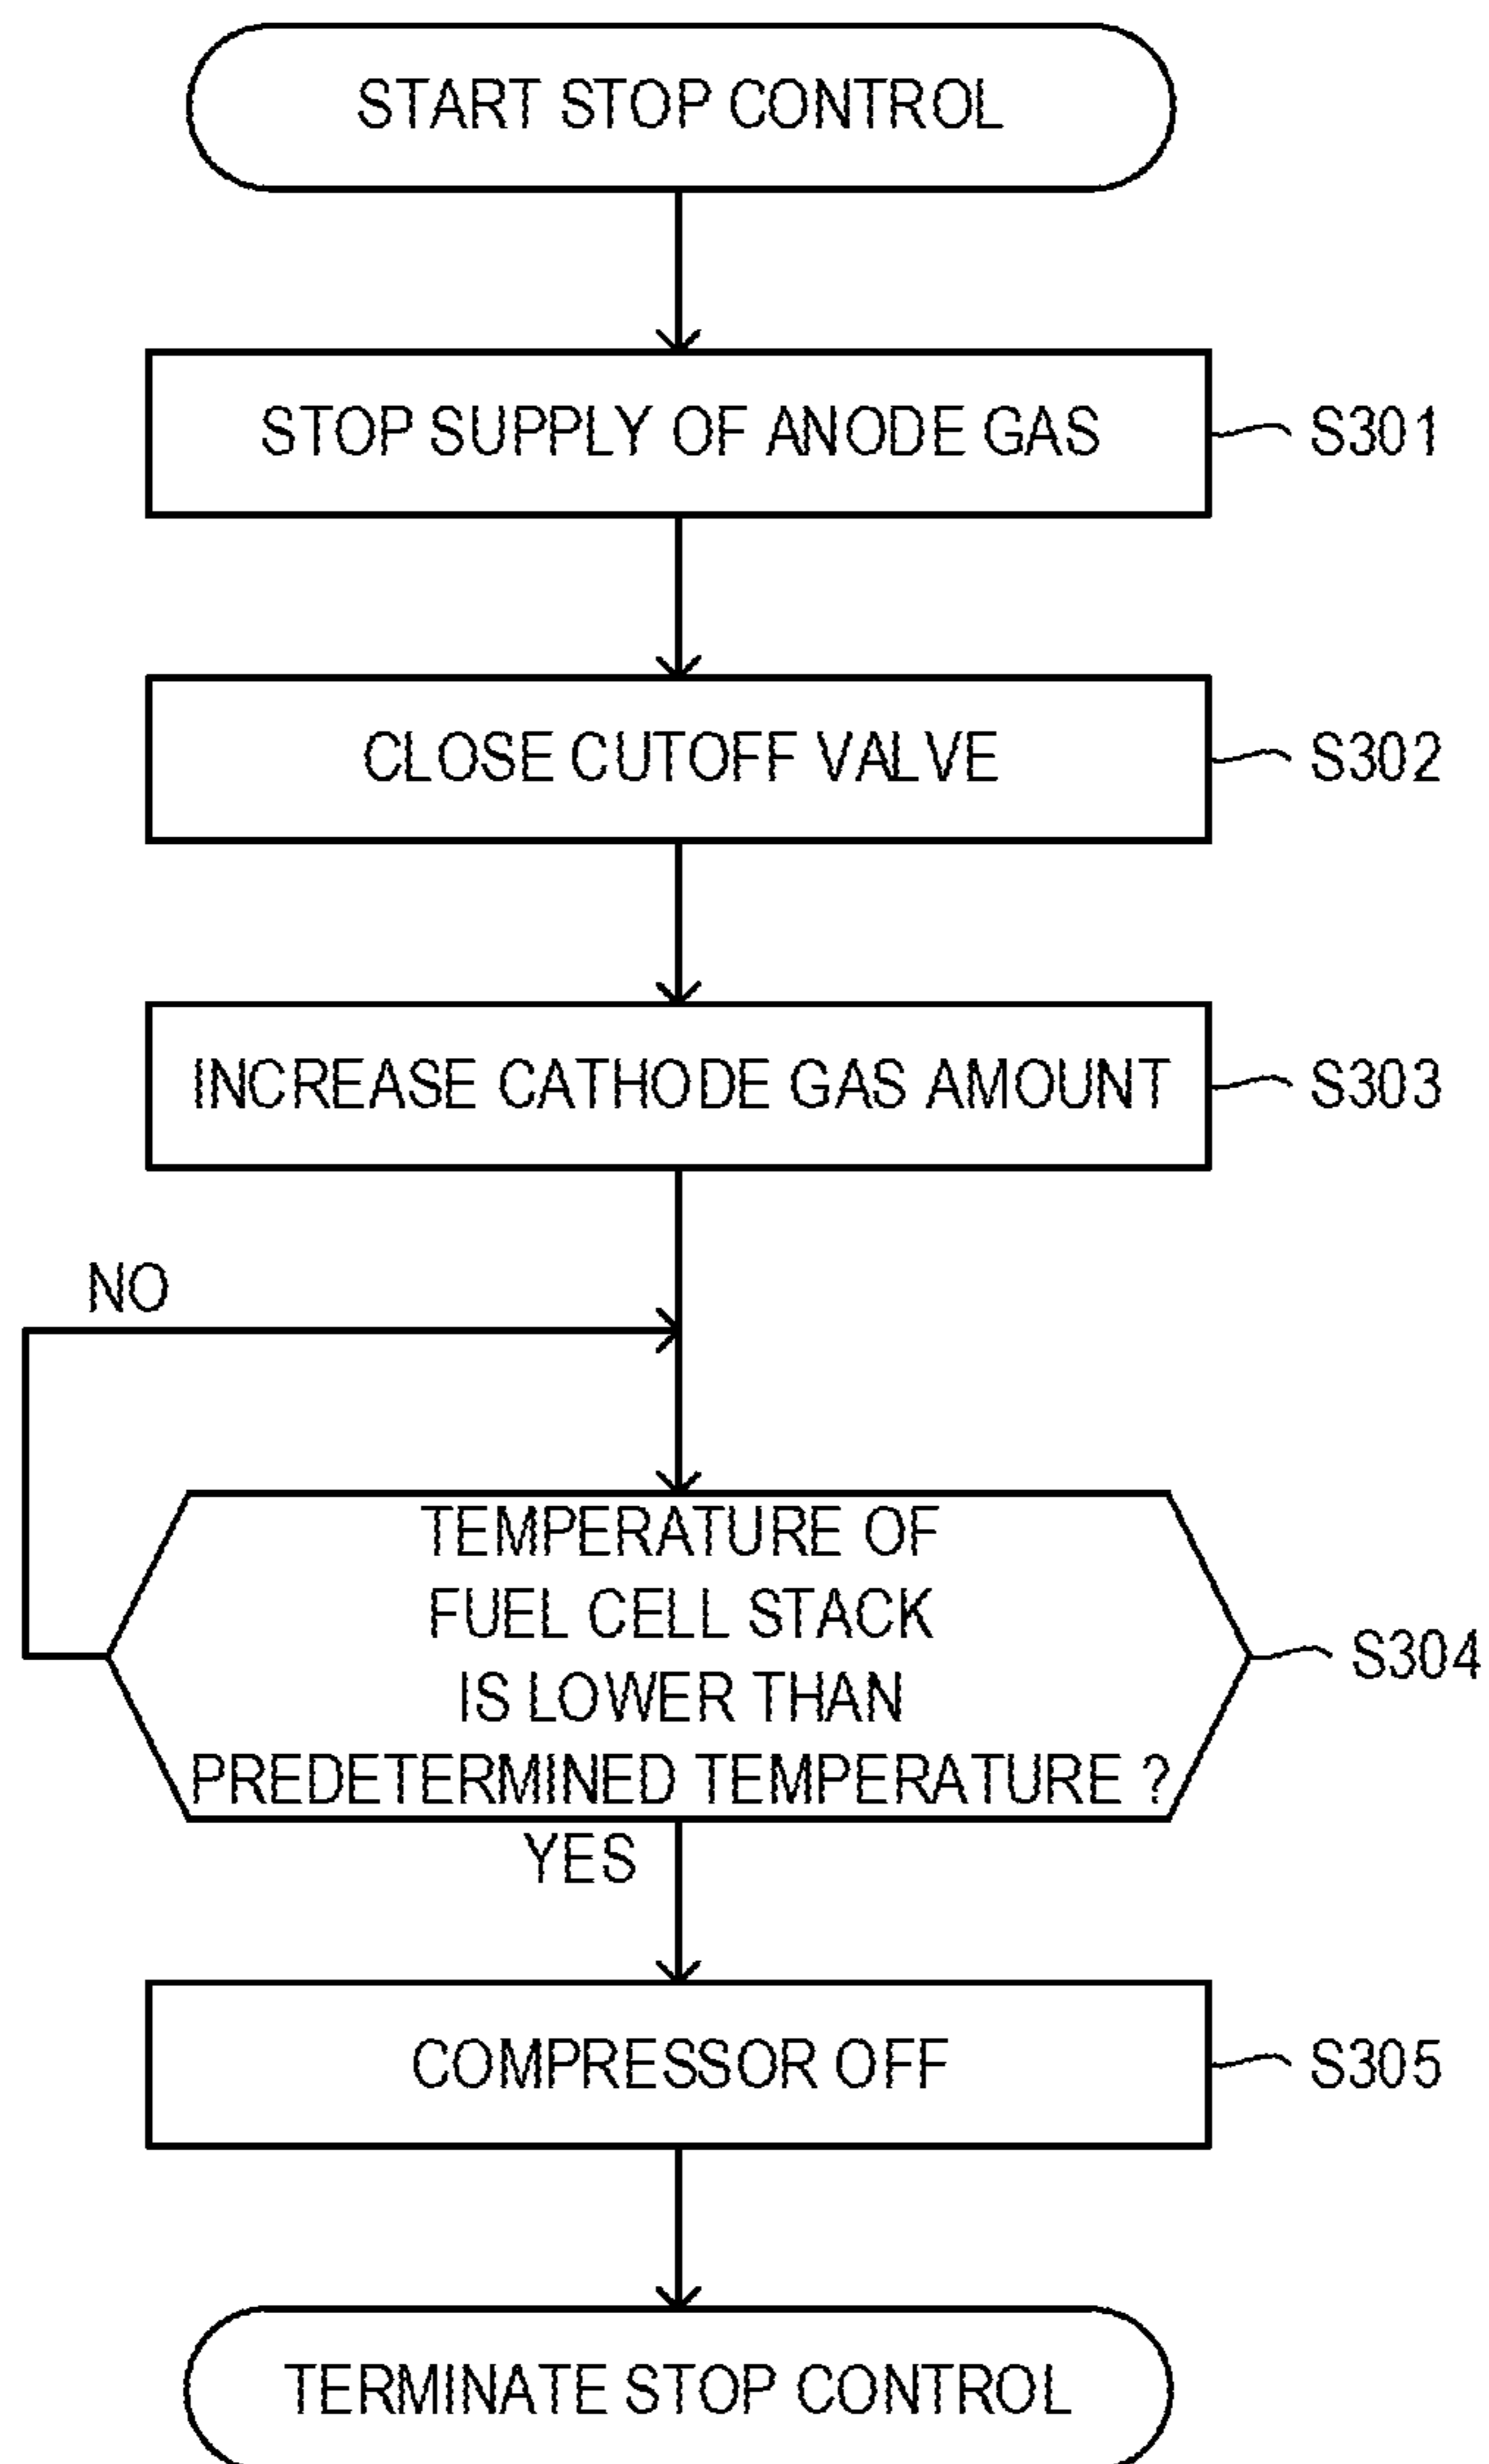 START STOP CONTROL
STOP SUPPLY OF ANODE GAS
S301
CLOSE CUTOFF VALVE
S302
INCREASE CATHODE GAS AMOUNT
S303
NO
TEMPERATURE OF
FUEL CELL STACK
IS LOWER THAN
PREDETERMINED TEMPERATURE ?
S304
YES
COMPRESSOR OFF
S305
TERMINATE STOP CONTROL